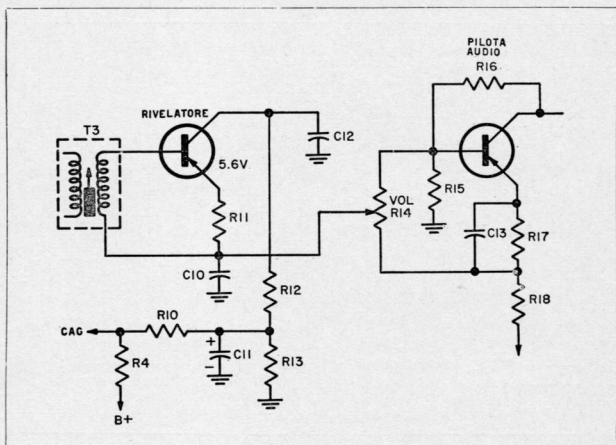 PILOTA
AUDIO
R16
T3
RIVELATORE
C12
5.6V
R15
VOL
R14
R11
C13
R17
C10
R12
R18
R10
CAG
+
C11
−
R4
R13
B+